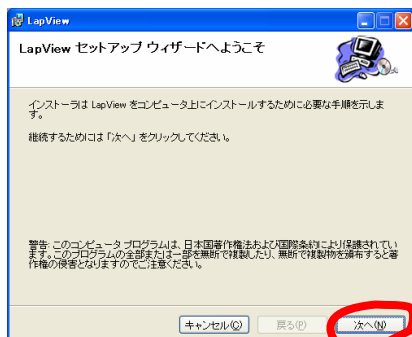 LapView
LapView セットアップ ウィザードへようこそ
インストーラは LapView をコンピュータ上にインストールするために必要な手順を示しま
す。
継続するためには「次へ」をクリックしてください。
警告: このコンピュータ プログラムは、日本国著作権法および国際条約により保護されてい
ます。このプログラムの全部または一部を無断で複製したり、無断で複製物を頒布すると著
作権の侵害となりますのでご注意ください。
キャンセル(C) 戻る(P) 次へ(N)